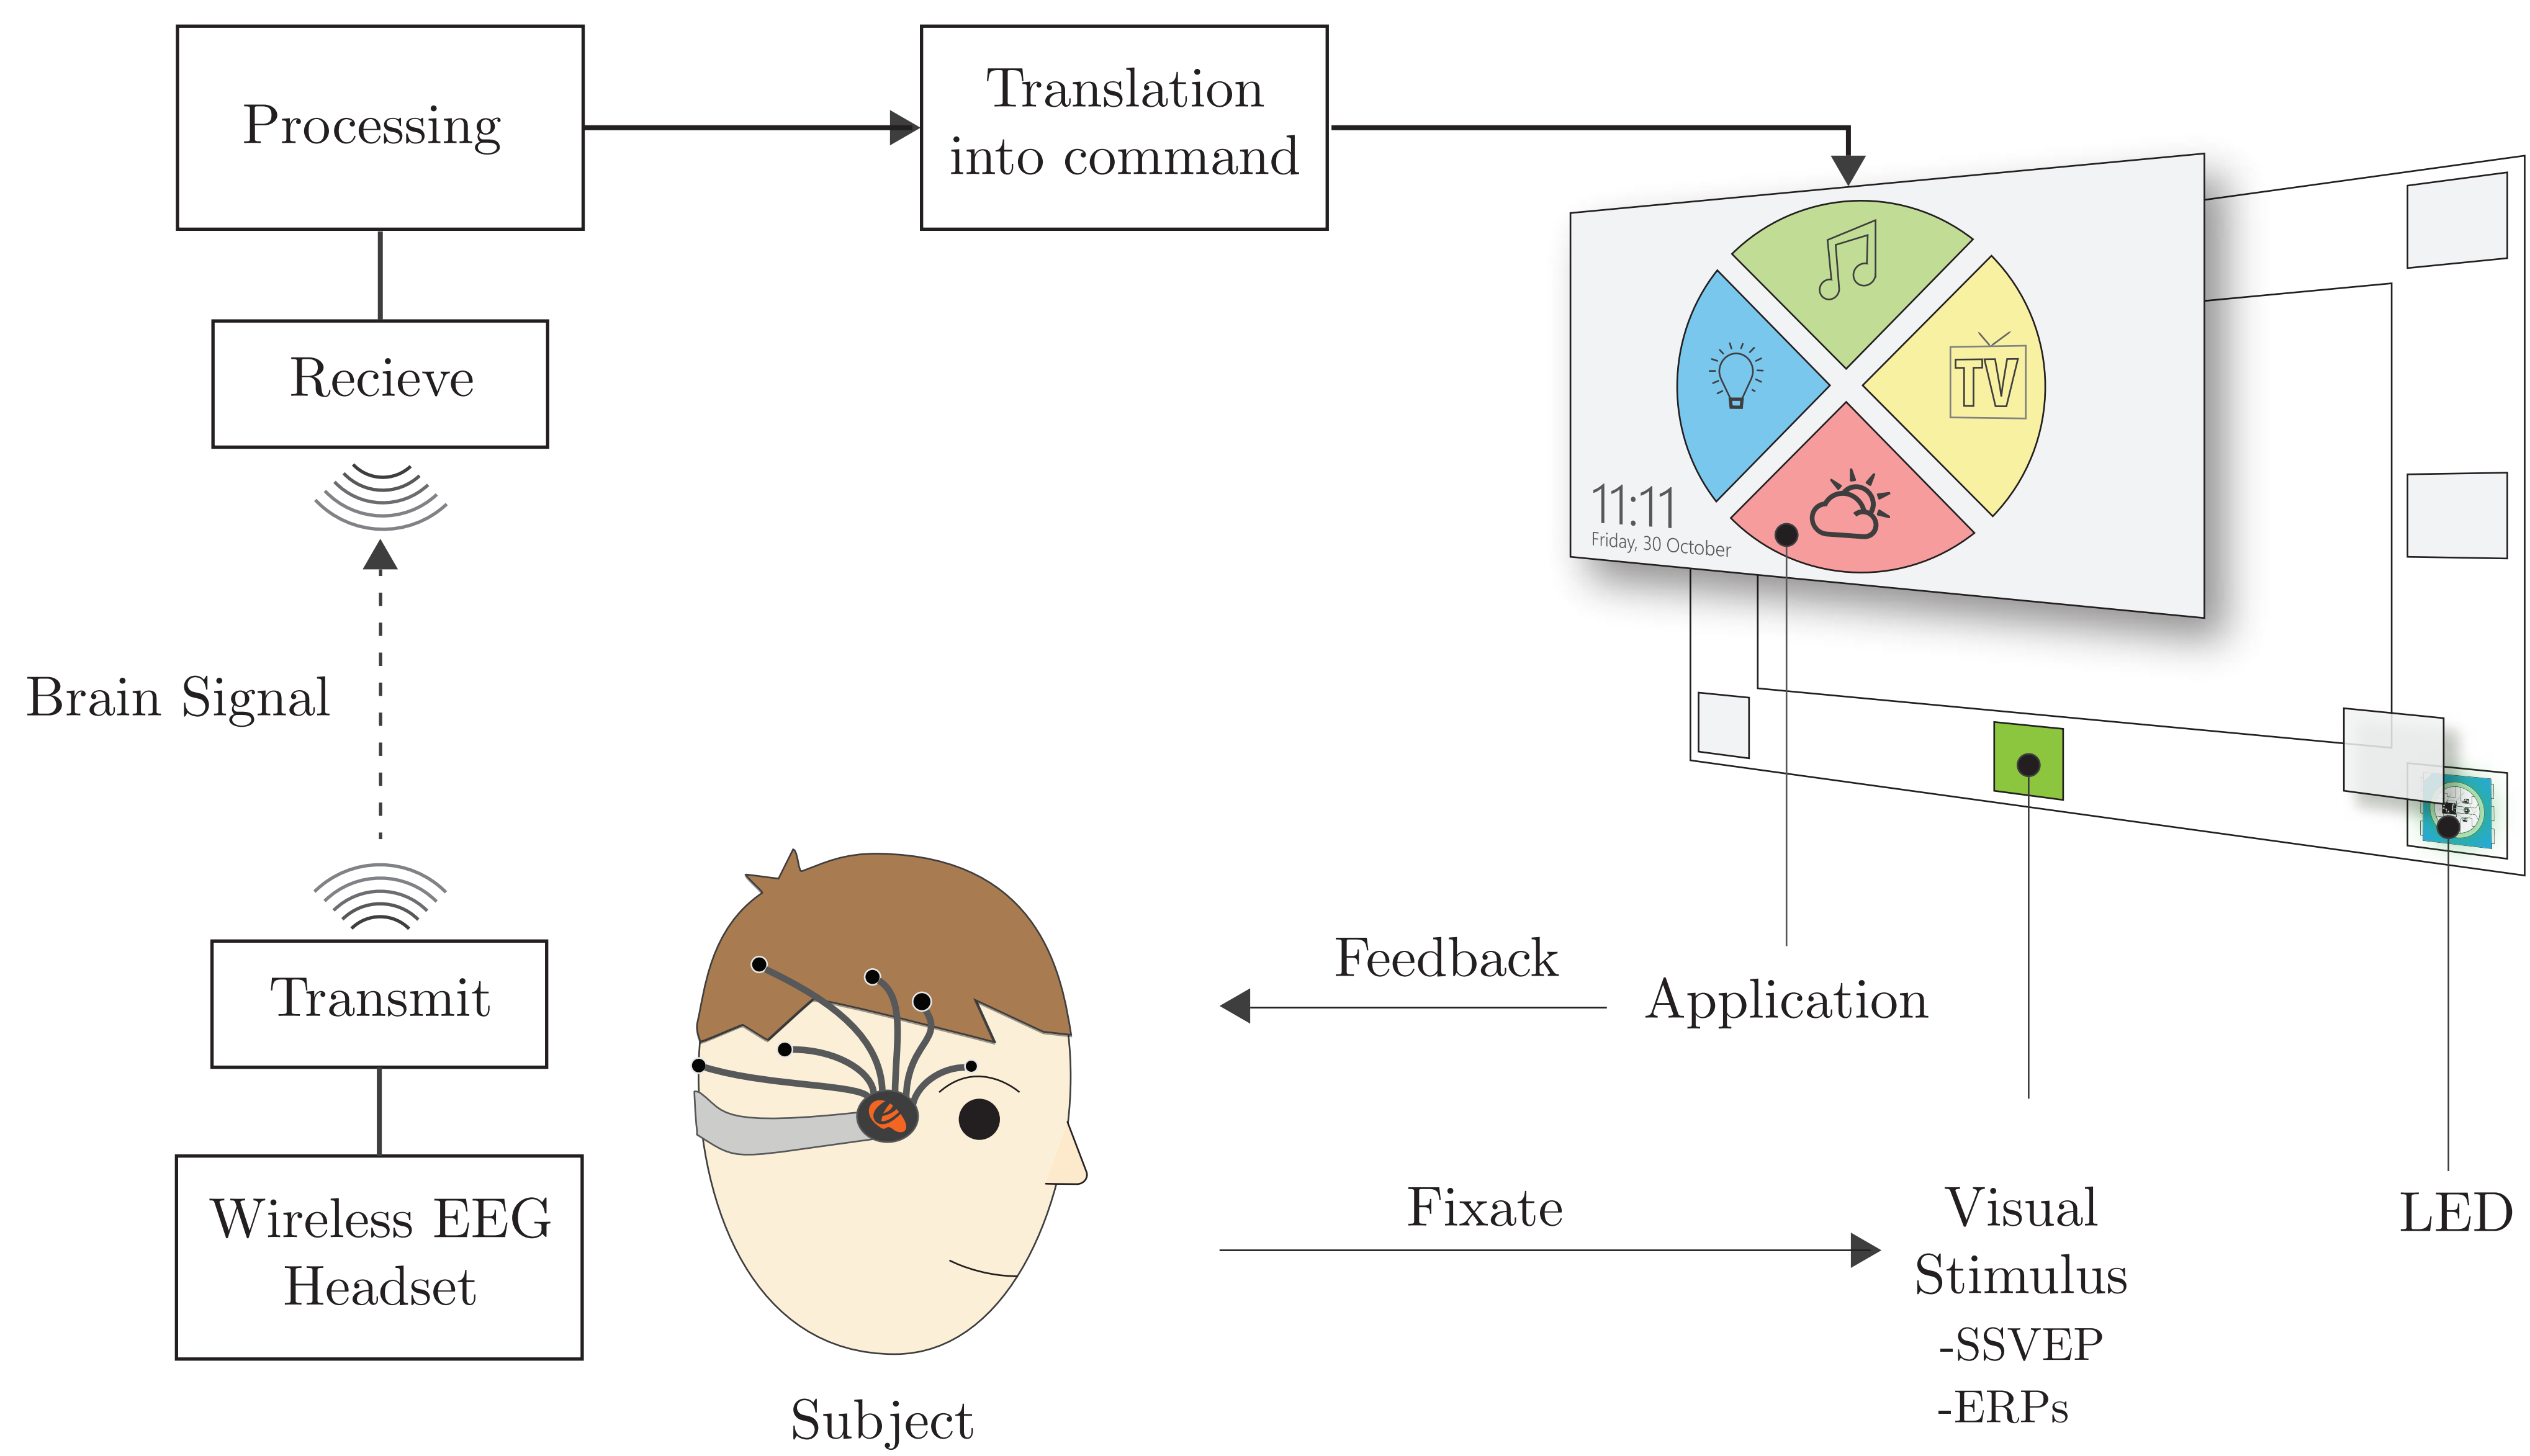 Processing
Translation
into command
Recieve
TV
11:11
Friday, 30 October
Brain Signal
Transmit
Feedback
Application
Wireless EEG
Headset
Fixate
Visual
Stimulus
-SSVEP
-ERPs
LED
Subject